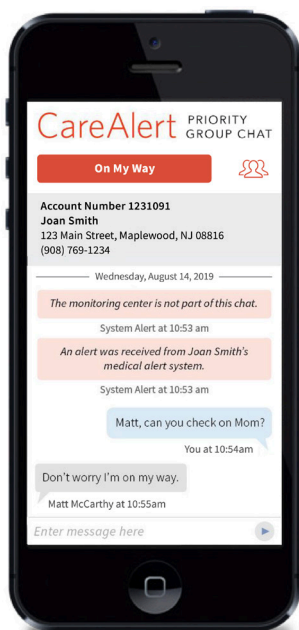 CareAlert PRIORITY
GROUP CHAT
On My Way
Account Number 1231091
Joan Smith
123 Main Street, Maplewood, NJ 08816
(908) 769-1234
Wednesday, August 14, 2019
The monitoring center is not part of this chat.
System Alert at 10:53 am
An alert was received from Joan Smith's
medical alert system.
System Alert at 10:53 am
Matt, can you check on Mom?
You at 10:54am
Don't worry I'm on my way.
Matt McCarthy at 10:55am
Enter message here